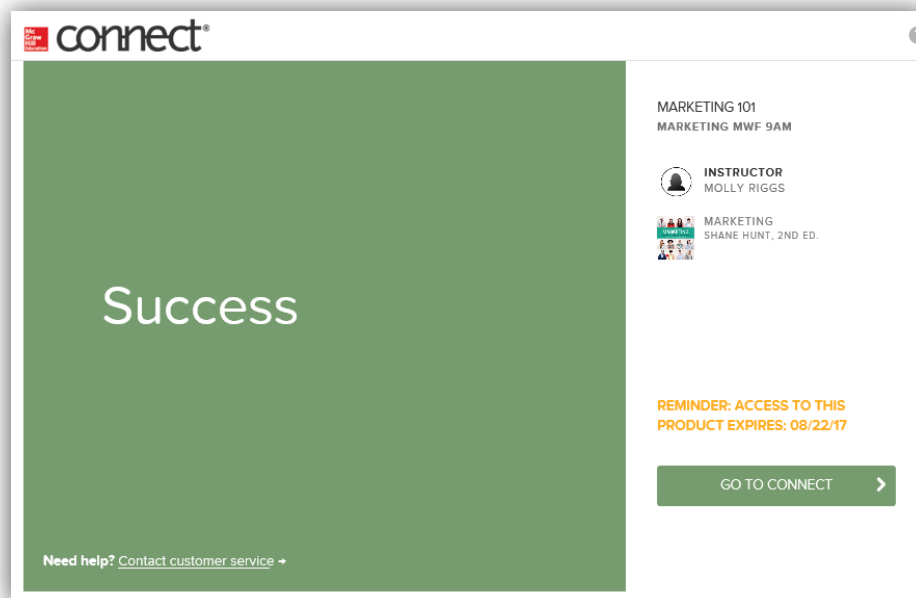 Mc
Graw
Hill
Education
connect®
Success
Need help? Contact customer service →
MARKETING 101
MARKETING MWF 9AM
INSTRUCTOR
MOLLY RIGGS
MARKETING
MARKETING
SHANE HUNT, 2ND ED.
REMINDER: ACCESS TO THIS
PRODUCT EXPIRES: 08/22/17
GO TO CONNECT